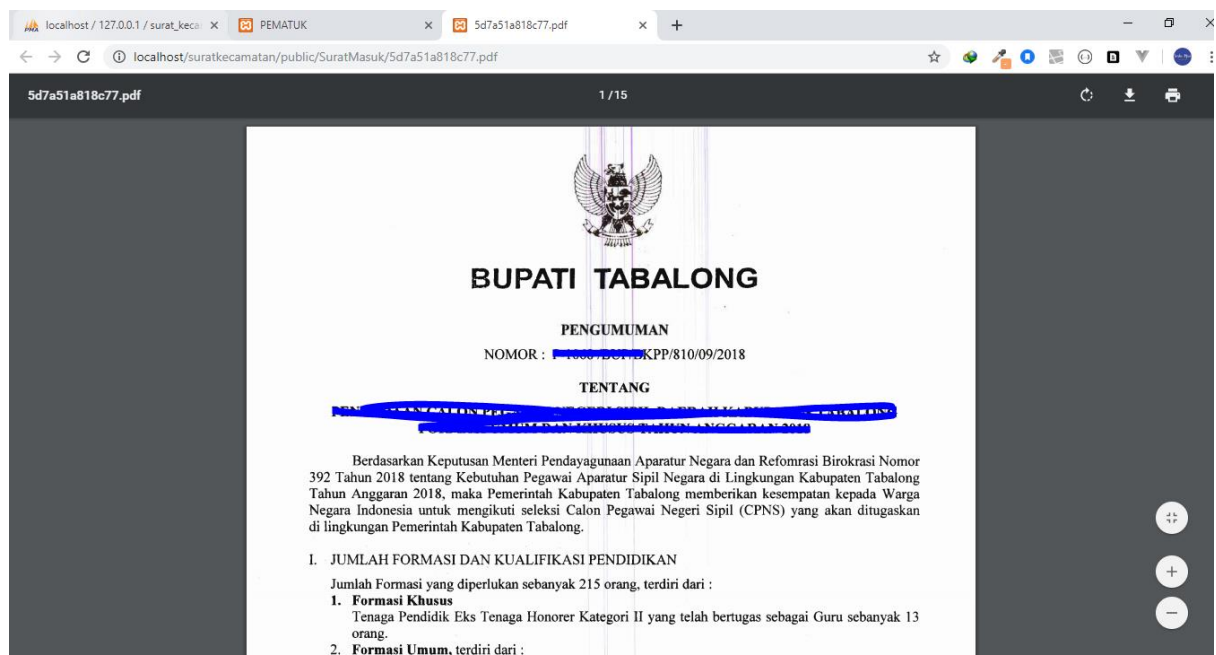 localhost / 127.0.0.1 / surat_keca
PEMATUK
5d7a51a818c77.pdf
localhost/suratkecamatan/public/SuratMasuk/5d7a51a818c77.pdf
5d7a51a818c77.pdf
1 / 15
BUPATI TABALONG
PENGUMUMAN
NOMOR : KPP/810/09/2018
TENTANG
Berdasarkan Keputusan Menteri Pendayagunaan Aparatur Negara dan Refomrasi Birokrasi Nomor
392 Tahun 2018 tentang Kebutuhan Pegawai Aparatur Sipil Negara di Lingkungan Kabupaten Tabalong
Tahun Anggaran 2018, maka Pemerintah Kabupaten Tabalong memberikan kesempatan kepada Warga
Negara Indonesia untuk mengikuti seleksi Calon Pegawai Negeri Sipil (CPNS) yang akan ditugaskan
di lingkungan Pemerintah Kabupaten Tabalong.
I. JUMLAH FORMASI DAN KUALIFIKASI PENDIDIKAN
Jumlah Formasi yang diperlukan sebanyak 215 orang, terdiri dari :
1. Formasi Khusus
Tenaga Pendidik Eks Tenaga Honorer Kategori II yang telah bertugas sebagai Guru sebanyak 13
orang.
2. Formasi Umum, terdiri dari :